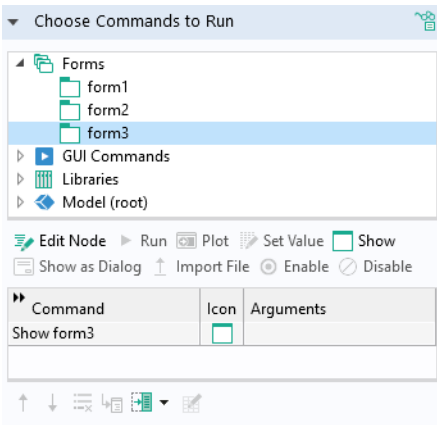 Choose Commands to Run
Forms
form1
form2
form3
GUI Commands
Libraries
Model (root)
Edit Node Run Plot Set Value Show
Show as Dialog Import File Enable Disable
Command Icon Arguments
Show form3